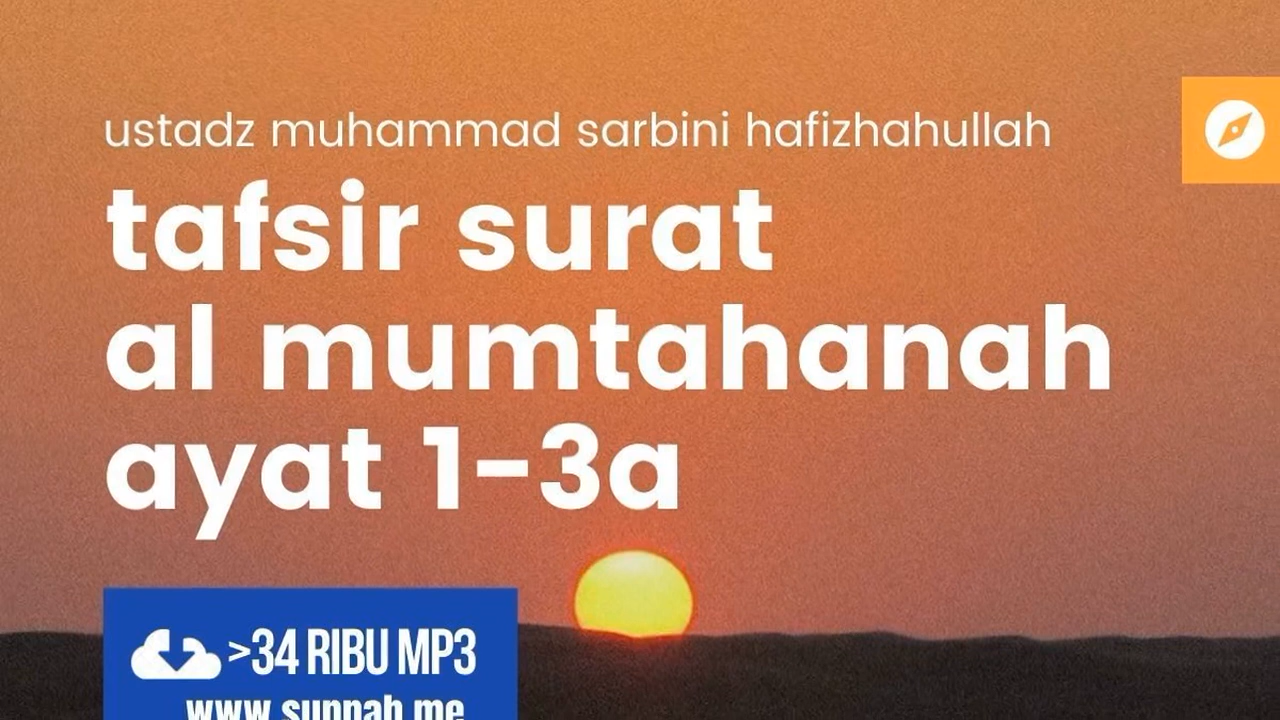 ustadz muhammad sarbini hafizhahullah
tafsir surat
al mumtahanah
ayat 1-3a
>34 RIBU MP3
www.sunnah.me